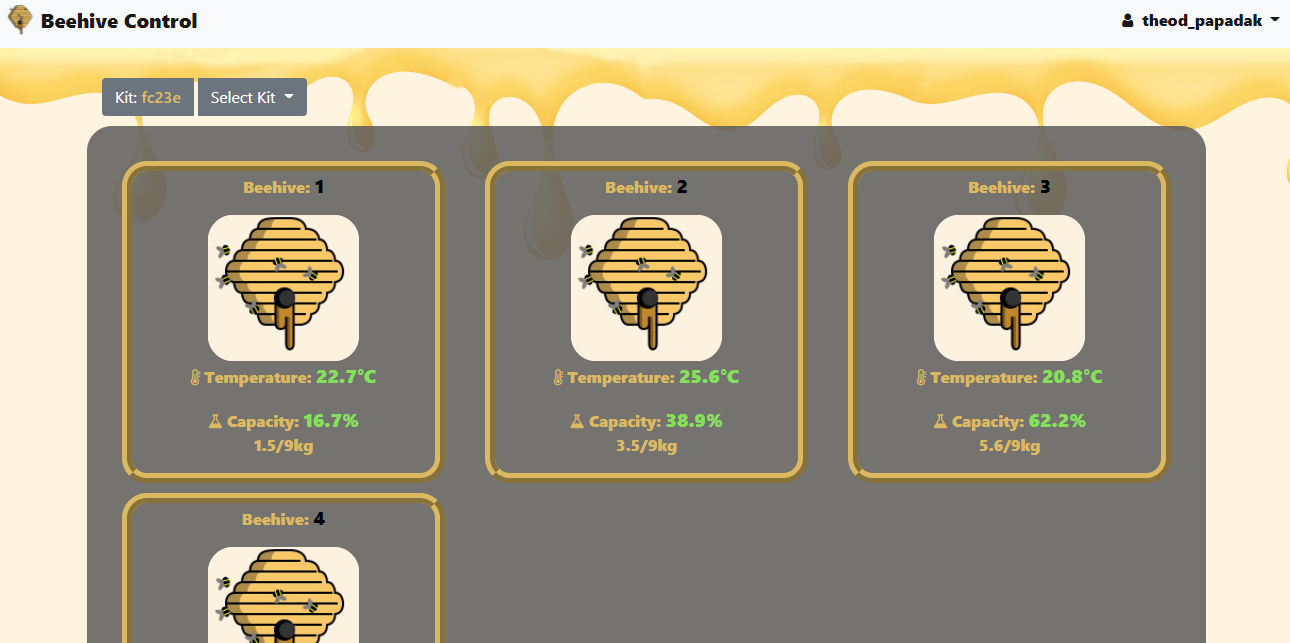 Beehive Control
theod_papadak
Kit: fc23e
Select Kit
Beehive: 1
Temperature: 22.7°C
Capacity: 16.7%
1.5/9kg
Beehive: 2
Temperature: 25.6°C
Capacity: 38.9%
3.5/9kg
Beehive: 3
Temperature: 20.8°C
Capacity: 62.2%
5.6/9kg
Beehive: 4